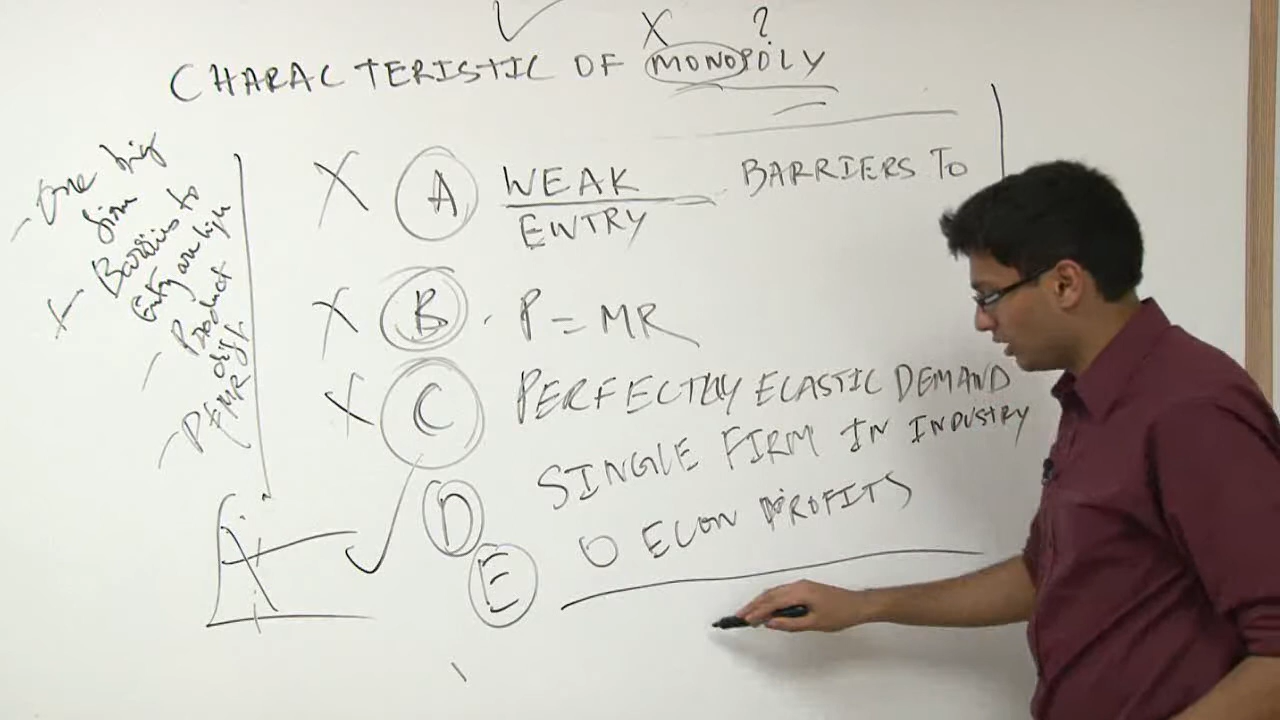 CHARACTERISTIC OF MONOPOLY
X ?
- One big
firm
Barriers to
Entry are high
- Product
diff
- P≠MR
X A WEAK BARRIERS TO
ENTRY
X B . P = MR
X C PERFECTLY ELASTIC DEMAND
D SINGLE FIRM IN INDUSTRY
E 0 ECON PROFITS